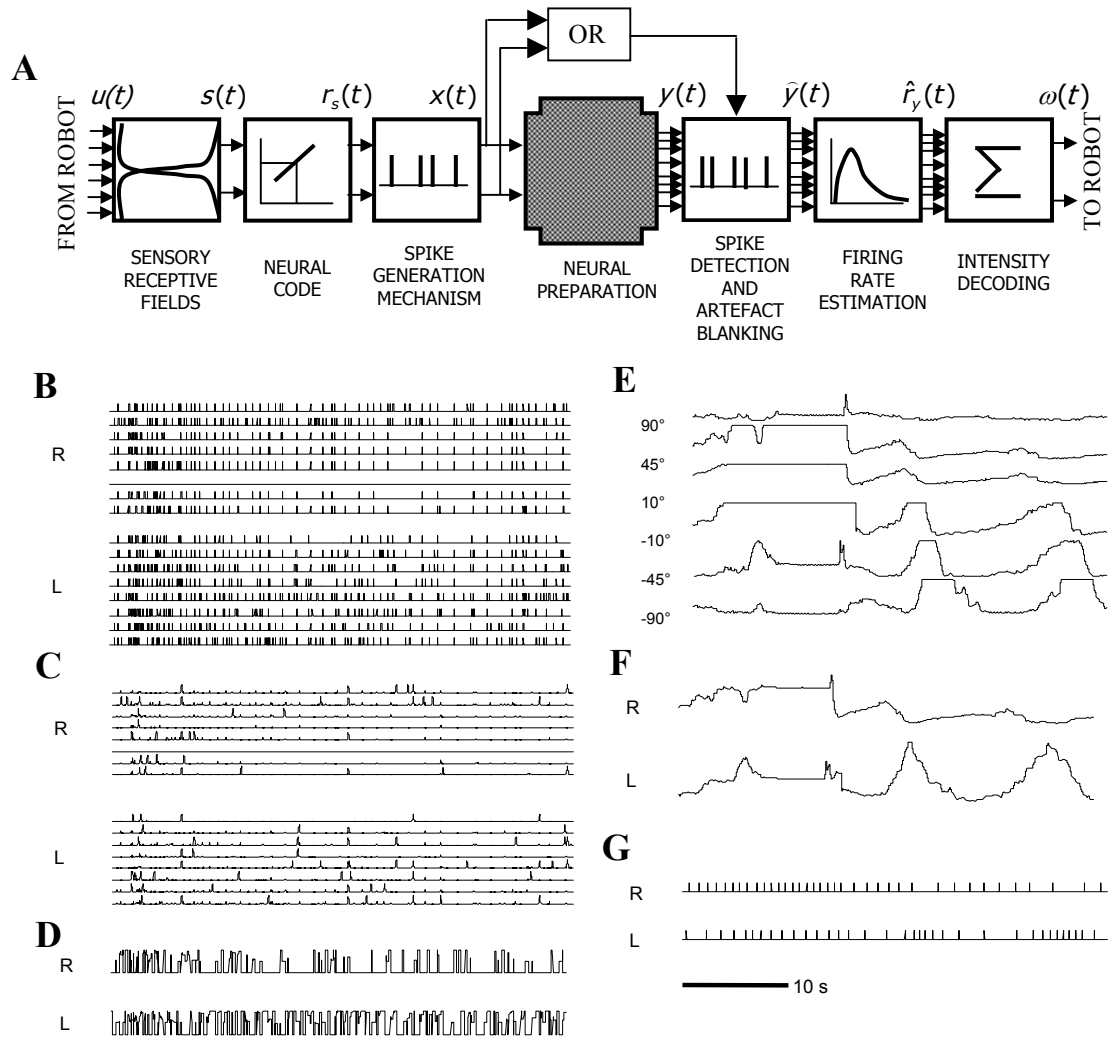 A
OR
u(t)
s(t)
r_s(t)
x(t)
y(t)
ŷ(t)
r̂_y(t)
ω(t)
FROM ROBOT
TO ROBOT
SENSORY
RECEPTIVE
FIELDS
NEURAL
CODE
SPIKE
GENERATION
MECHANISM
NEURAL
PREPARATION
SPIKE
DETECTION
AND
ARTEFACT
BLANKING
FIRING
RATE
ESTIMATION
Σ
INTENSITY
DECODING
B
R
L
C
R
L
D
R
L
E
90°
45°
10°
-10°
-45°
-90°
F
R
L
G
R
L
10 s